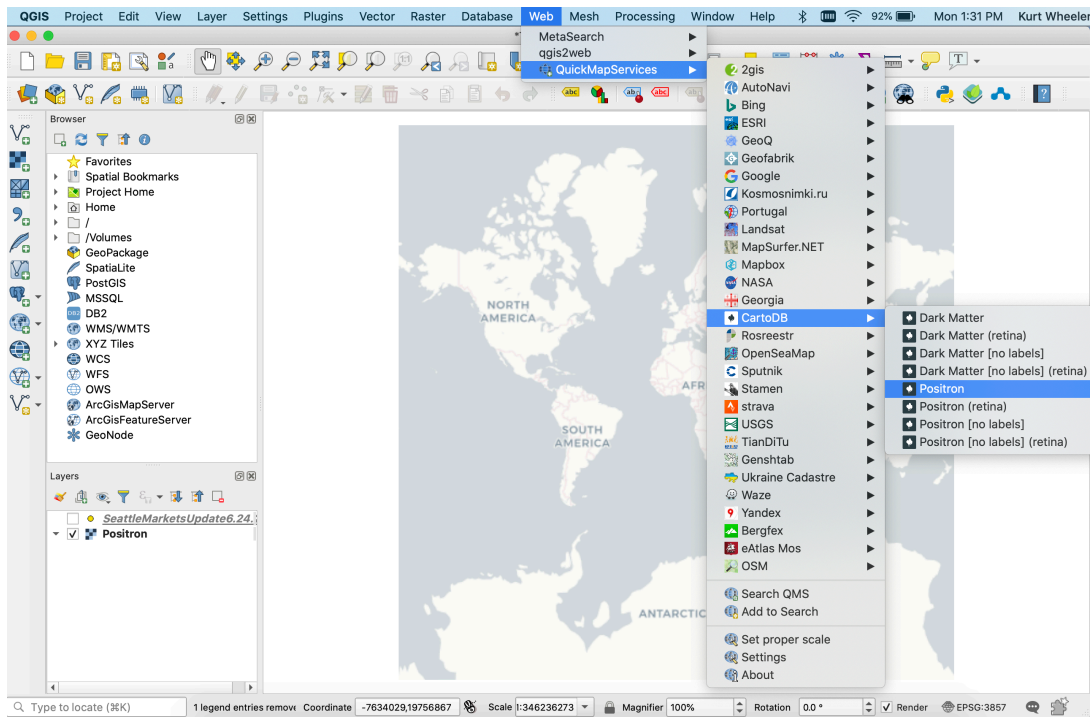 QGIS Project Edit View Layer Settings Plugins Vector Raster Database Web Mesh Processing Window Help 92% Mon 1:31 PM Kurt Wheeler
MetaSearch
qgis2web
QuickMapServices
2gis
AutoNavi
Bing
ESRI
GeoQ
Geofabrik
Google
Kosmosnimki.ru
Portugal
Landsat
MapSurfer.NET
Mapbox
NASA
Georgia
CartoDB
Rosreestr
OpenSeaMap
Sputnik
Stamen
strava
USGS
TianDiTu
Genshtab
Ukraine Cadastre
Waze
Yandex
Bergfex
eAtlas Mos
OSM
Search QMS
Add to Search
Set proper scale
Settings
About
Dark Matter
Dark Matter (retina)
Dark Matter [no labels]
Dark Matter [no labels] (retina)
Positron
Positron (retina)
Positron [no labels]
Positron [no labels] (retina)
abc
abc
abc
Browser
Favorites
Spatial Bookmarks
Project Home
Home
/
/Volumes
GeoPackage
SpatiaLite
PostGIS
MSSQL
DB2
DB2
WMS/WMTS
XYZ Tiles
WCS
WFS
OWS
ArcGisMapServer
ArcGisFeatureServer
GeoNode
NORTH
AMERICA
AFR
SOUTH
AMERICA
ANTARCTIC
Layers
SeattleMarketsUpdate6.24.
Positron
Type to locate (⌘K) 1 legend entries remov Coordinate -7634029,19756867 Scale 1:346236273 Magnifier 100% Rotation 0.0 ° Render EPSG:3857